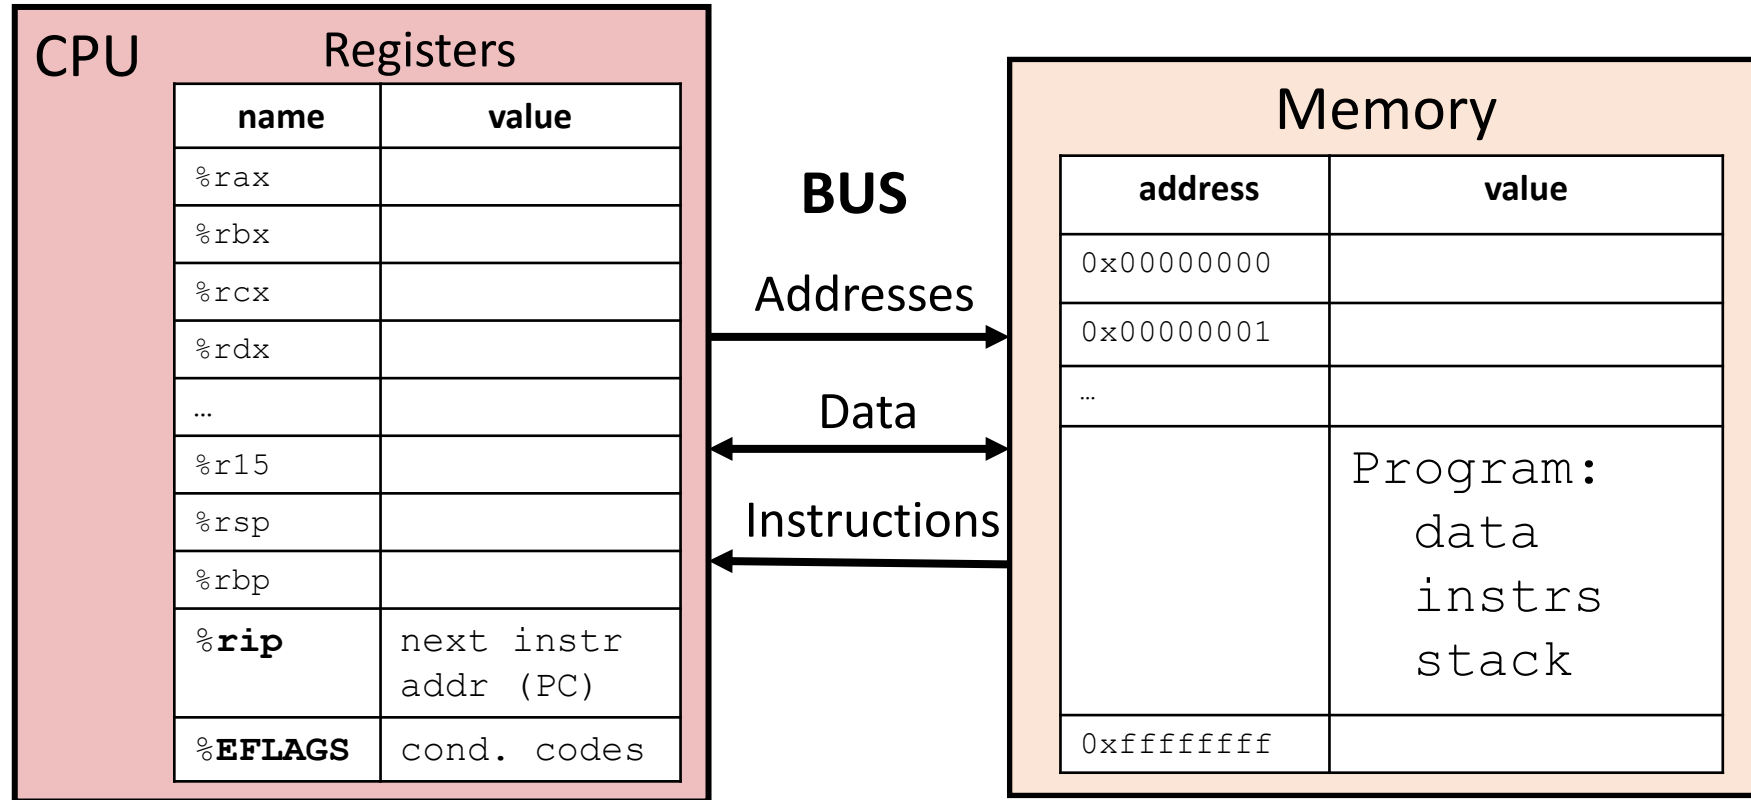 CPU
Registers
name value
%rax
%rbx
%rcx
%rdx
…
%r15
%rsp
%rbp
%rip next instr
addr (PC)
%EFLAGS cond. codes
BUS
Addresses
Data
Instructions
Memory
address value
0x00000000
0x00000001
…
Program:
data
instrs
stack
0xffffffff